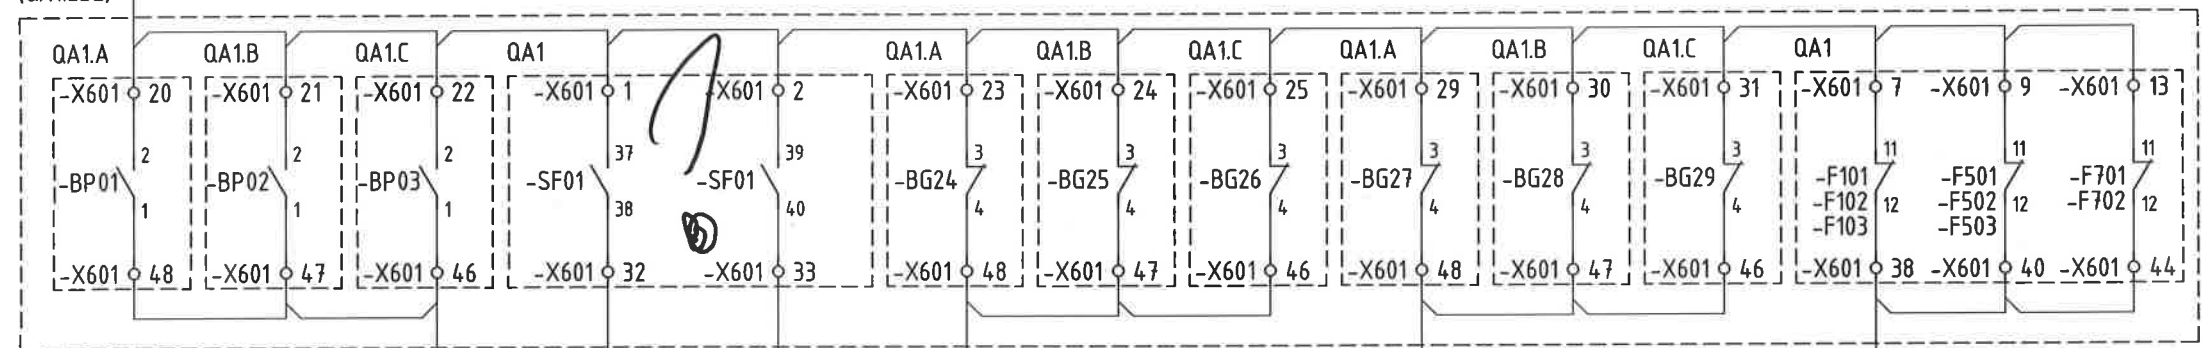 QA1.A QA1.B QA1.C QA1 QA1.A QA1.B QA1.C QA1.A QA1.B QA1.C QA1
-X601 20 -X601 21 -X601 22 -X601 1 -X601 2 -X601 23 -X601 24 -X601 25 -X601 29 -X601 30 -X601 31 -X601 7 -X601 9 -X601 13
2 2 2 37 39 3 3 3 3 3 3 11 11 11
-BP01 -BP02 -BP03 -SF01 -SF01 -BG24 -BG25 -BG26 -BG27 -BG28 -BG29 -F101 -F501 -F701
1 1 1 38 40 4 4 4 4 4 4 -F102 12 -F502 12 -F702 12
-F103 -F503
-X601 48 -X601 47 -X601 46 -X601 32 -X601 33 -X601 48 -X601 47 -X601 46 -X601 48 -X601 47 -X601 46 -X601 38 -X601 40 -X601 44